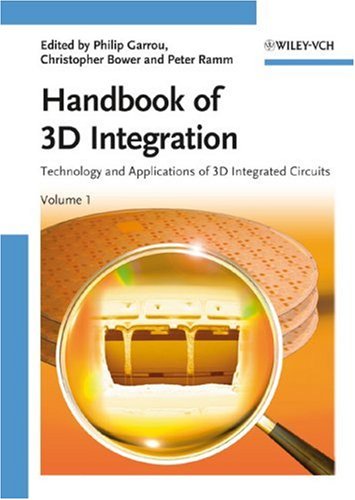 Edited by Philip Garrou,
Christopher Bower and Peter Ramm
WILEY-VCH
Handbook of
3D Integration
Technology and Applications of 3D Integrated Circuits
Volume 1